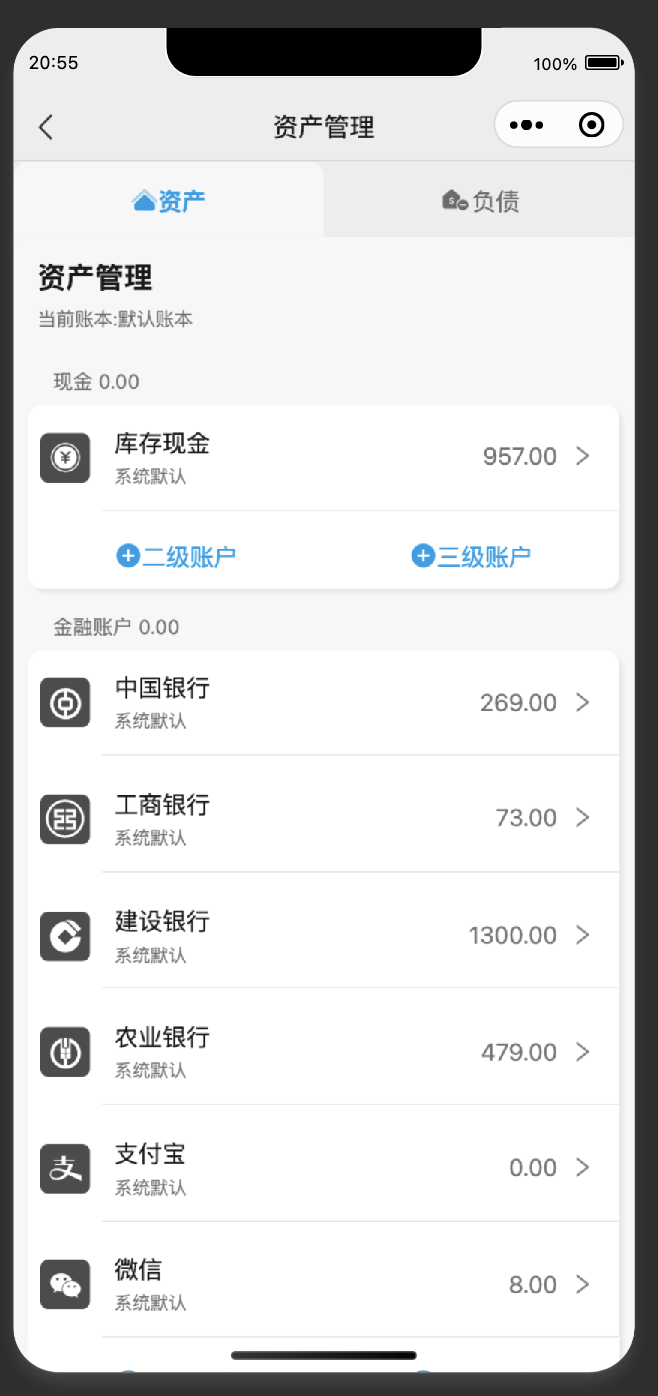 20:55
100%
资产管理
资产
负债
资产管理
当前账本:默认账本
现金 0.00
库存现金
957.00
系统默认
二级账户
三级账户
金融账户 0.00
中国银行
269.00
系统默认
工商银行
73.00
系统默认
建设银行
1300.00
系统默认
农业银行
479.00
系统默认
支付宝
0.00
系统默认
微信
8.00
系统默认